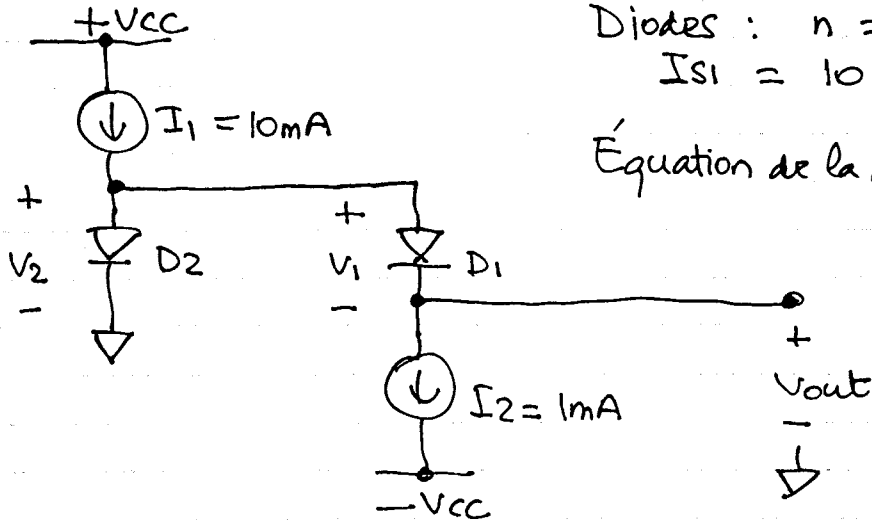 +VCC
Diodes : n =
IS1 = 10
I1 = 10mA
Équation de la
+
V2
-
D2
+
V1
-
D1
I2 = 1mA
+
Vout
-
-VCC